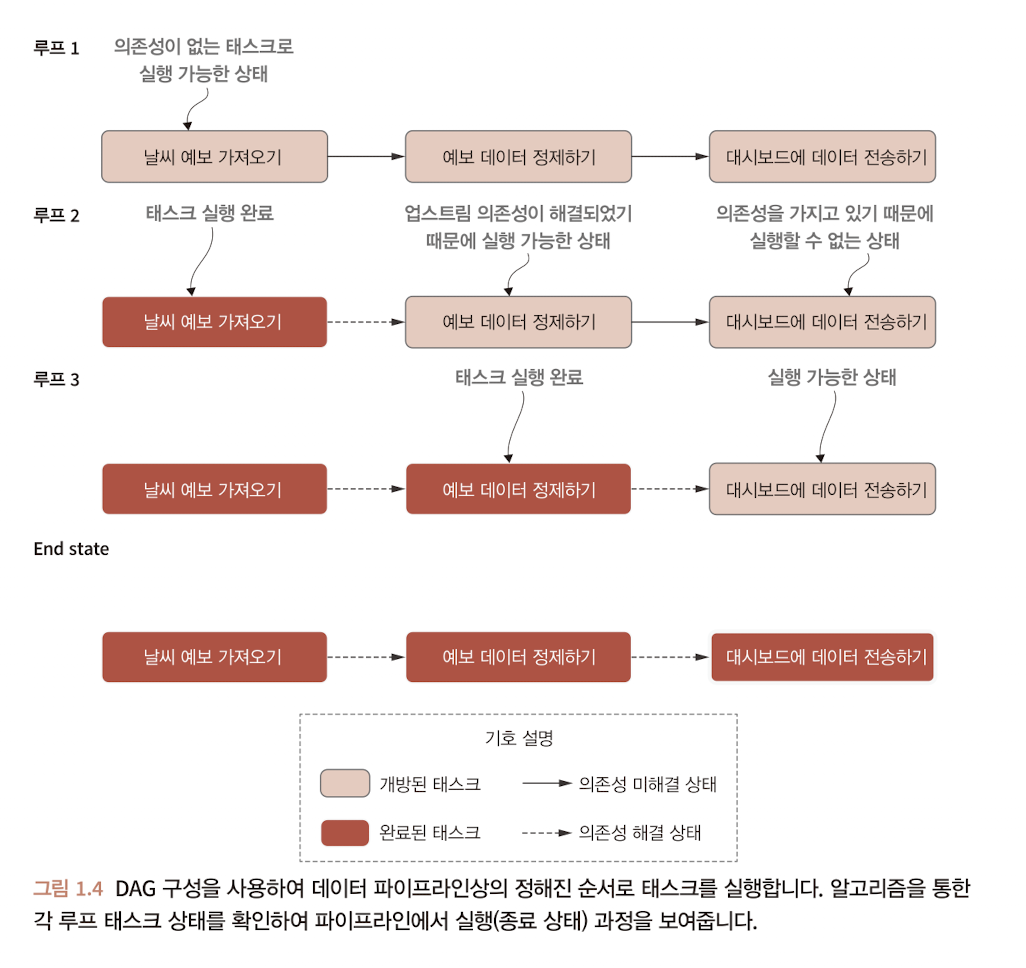 루프 1
의존성이 없는 태스크로
실행 가능한 상태
날씨 예보 가져오기
예보 데이터 정제하기
대시보드에 데이터 전송하기
루프 2
태스크 실행 완료
업스트림 의존성이 해결되었기
때문에 실행 가능한 상태
의존성을 가지고 있기 때문에
실행할 수 없는 상태
날씨 예보 가져오기
예보 데이터 정제하기
대시보드에 데이터 전송하기
루프 3
태스크 실행 완료
실행 가능한 상태
날씨 예보 가져오기
예보 데이터 정제하기
대시보드에 데이터 전송하기
End state
날씨 예보 가져오기
예보 데이터 정제하기
대시보드에 데이터 전송하기
기호 설명
개방된 태스크
의존성 미해결 상태
완료된 태스크
의존성 해결 상태
그림 1.4 DAG 구성을 사용하여 데이터 파이프라인상의 정해진 순서로 태스크를 실행합니다. 알고리즘을 통한
각 루프 태스크 상태를 확인하여 파이프라인에서 실행(종료 상태) 과정을 보여줍니다.